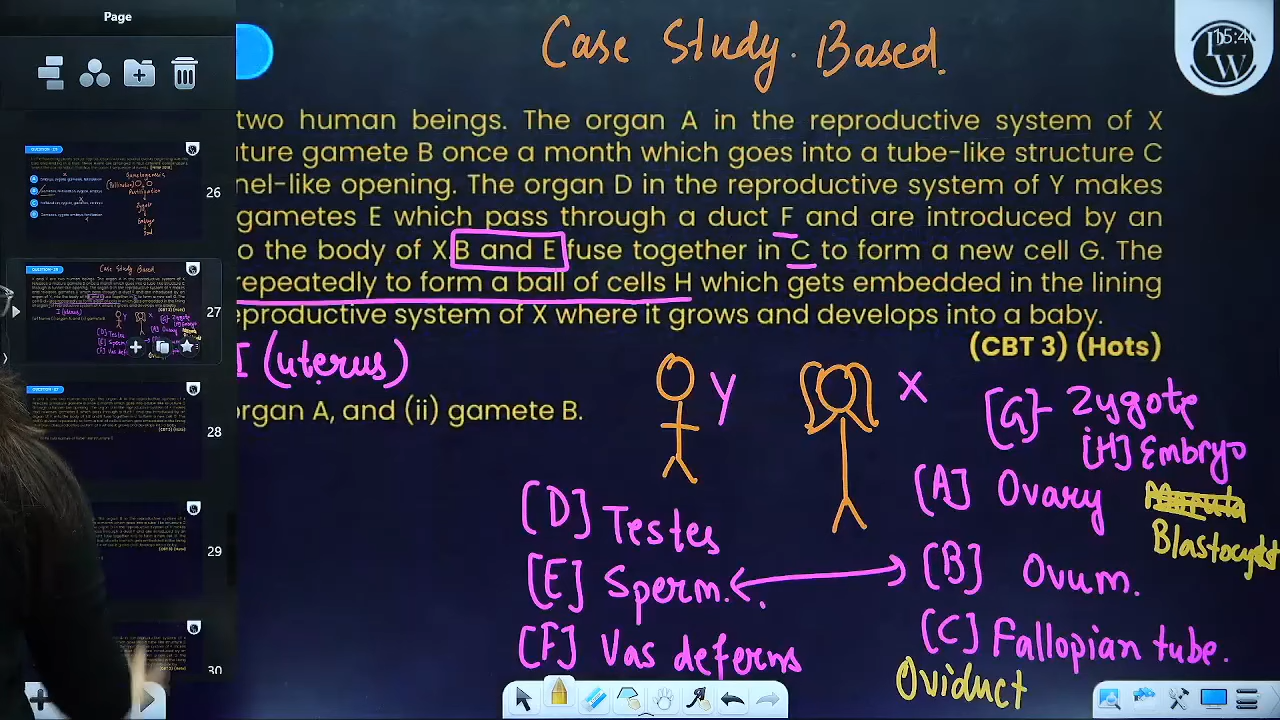 Page
Case Study. Based.
15:4
two human beings. The organ A in the reproductive system of X
ture gamete B once a month which goes into a tube-like structure C
nel-like opening. The organ D in the reproductive system of Y makes
gametes E which pass through a duct F and are introduced by an
o the body of X. B and E fuse together in C to form a new cell G. The
repeatedly to form a ball of cells H which gets embedded in the lining
eproductive system of X where it grows and develops into a baby.
(CBT 3) (Hots)
I (uterus)
organ A, and (ii) gamete B.
y
X
[G]- Zygote
[H] Embryo
[A] Ovary
Blastocyst
[D] Testes
[E] Sperm.
[B] Ovum.
[F] Vas deferns
[C] Fallopian tube.
Oviduct
26
27
28
29
30